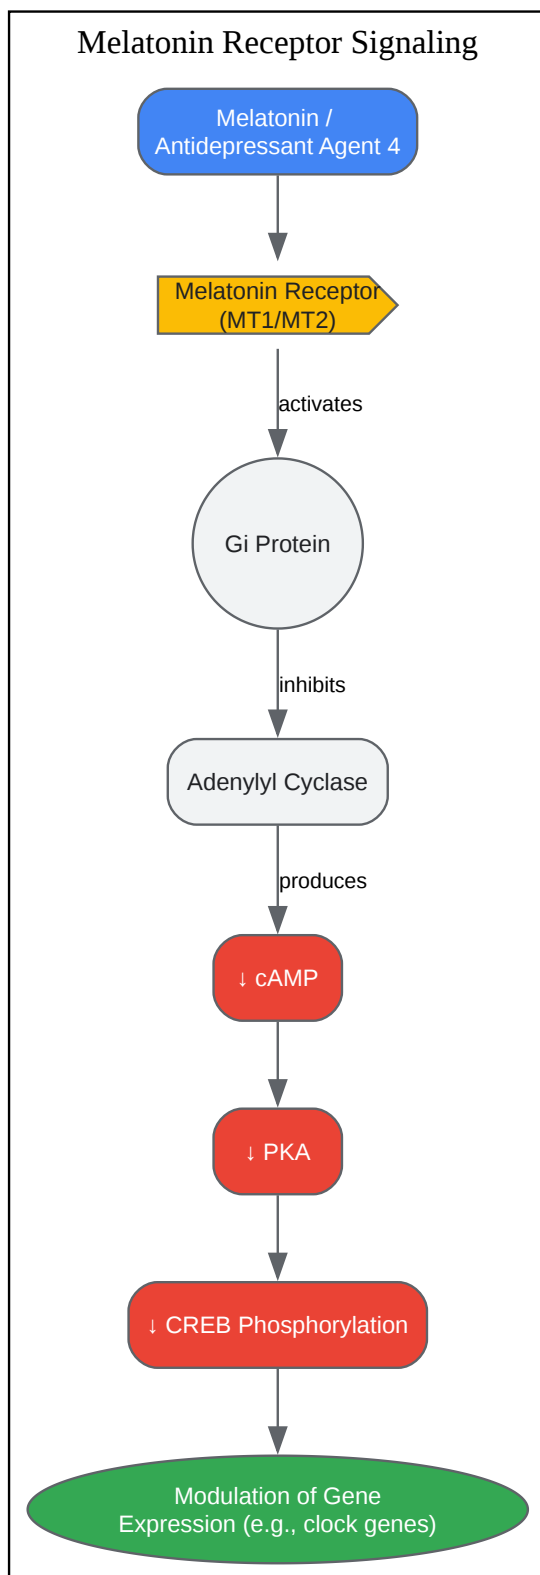 Melatonin Receptor Signaling
Melatonin /
Antidepressant Agent 4
Melatonin Receptor
(MT1/MT2)
activates
Gi Protein
inhibits
Adenylyl Cyclase
produces
↓ cAMP
↓ PKA
↓ CREB Phosphorylation
Modulation of Gene
Expression (e.g., clock genes)